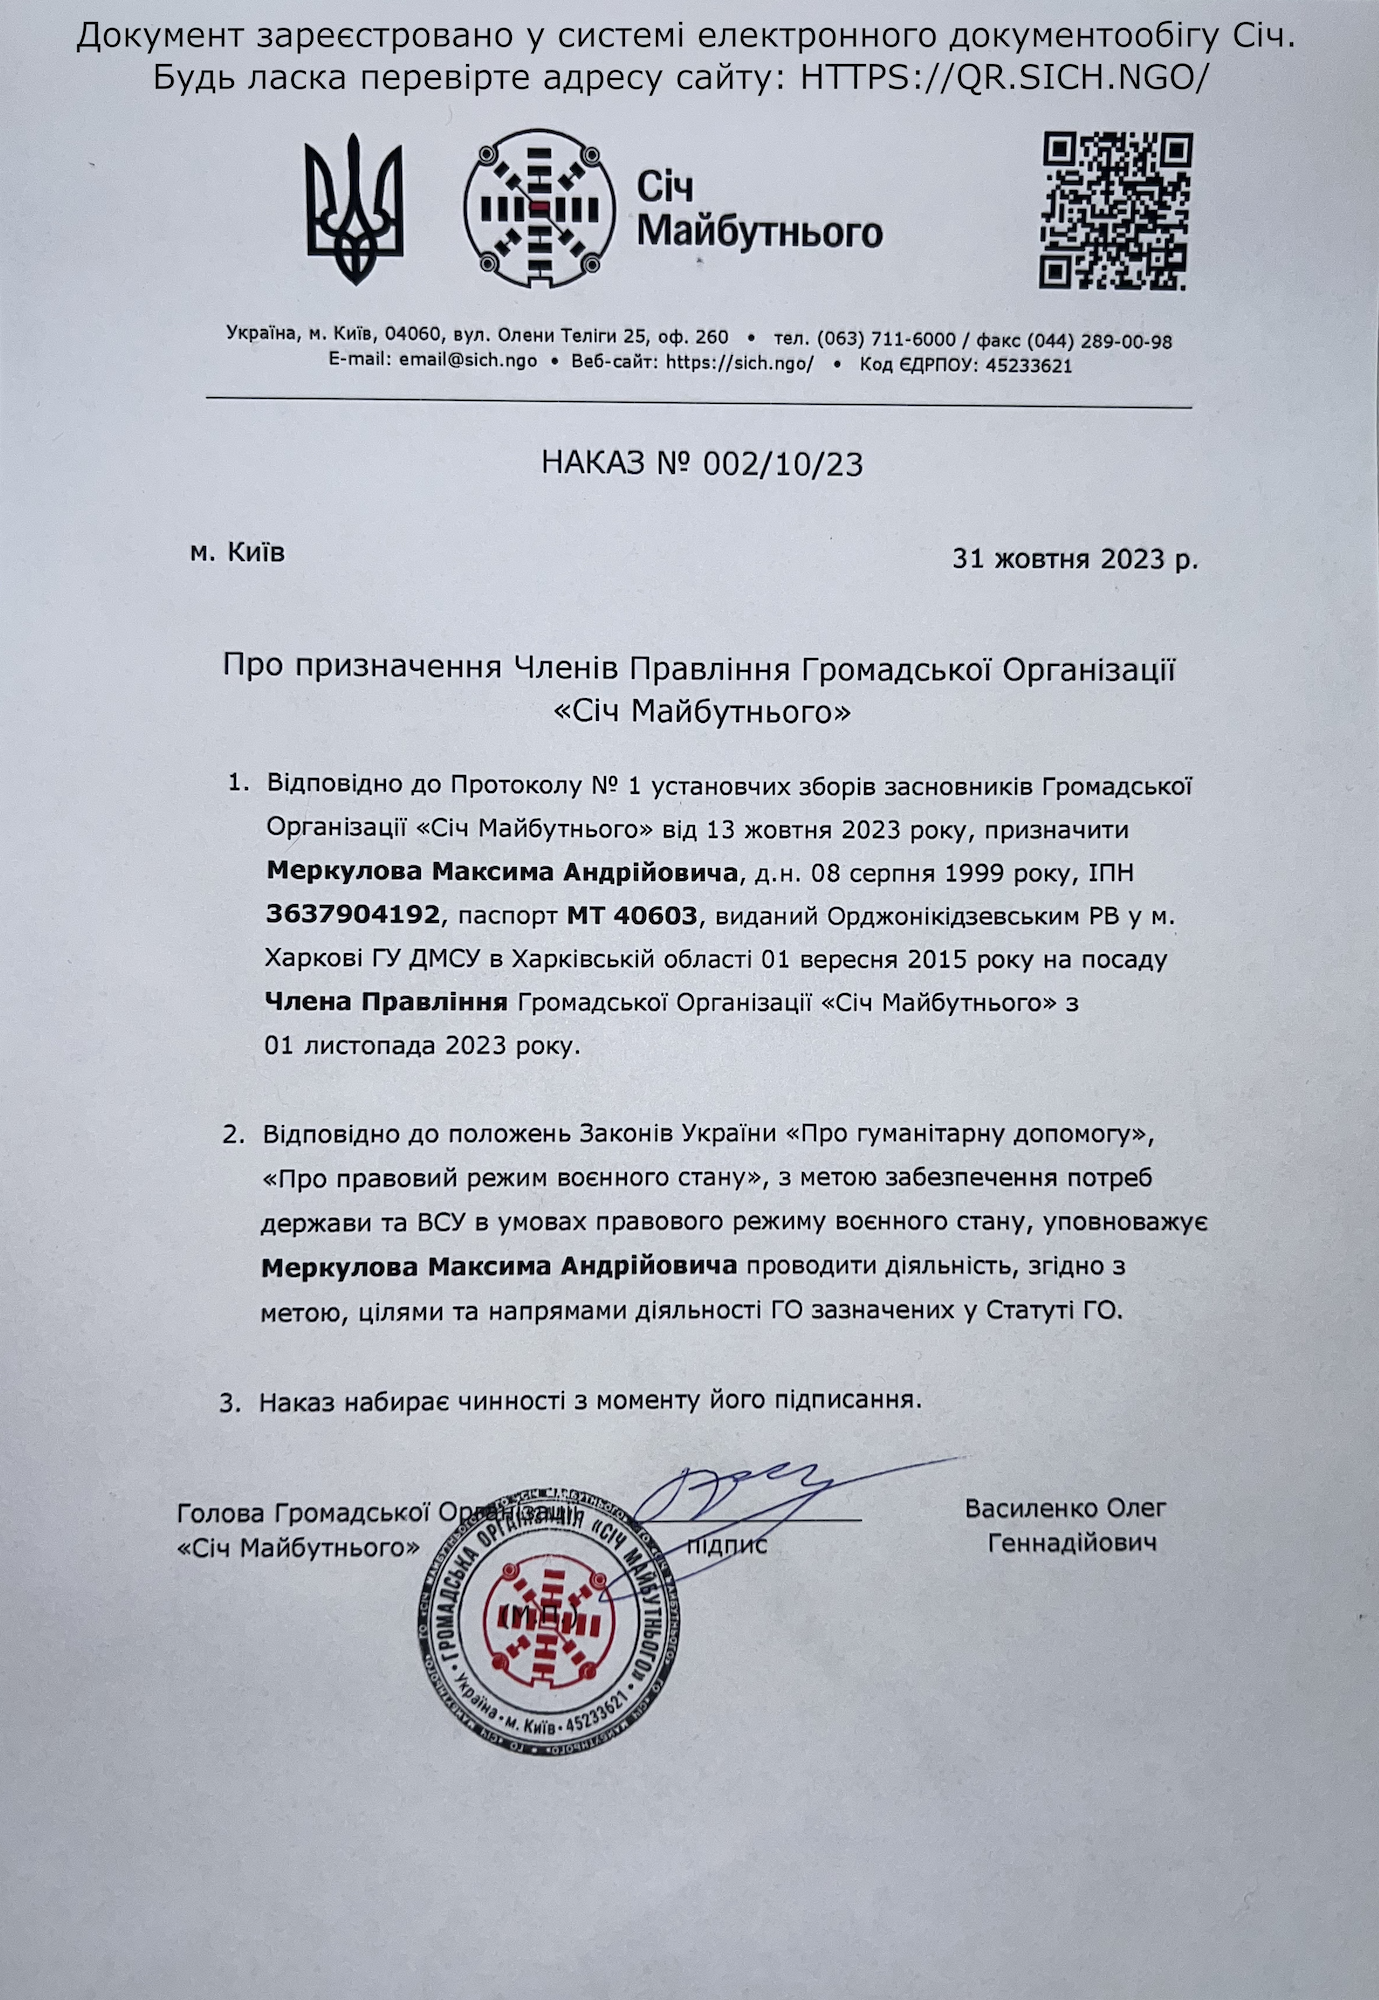 Документ зареєстровано у системі електронного документообігу Січ.
Будь ласка перевірте адресу сайту: HTTPS://QR.SICH.NGO/
Січ
Майбутнього
Україна, м. Київ, 04060, вул. Олени Теліги 25, оф. 260 • тел. (063) 711-6000 / факс (044) 289-00-98
E-mail: email@sich.ngo • Веб-сайт: https://sich.ngo/ • Код ЄДРПОУ: 45233621
НАКАЗ № 002/10/23
м. Київ
31 жовтня 2023 р.
Про призначення Членів Правління Громадської Організації
«Січ Майбутнього»
1. Відповідно до Протоколу № 1 установчих зборів засновників Громадської
Організації «Січ Майбутнього» від 13 жовтня 2023 року, призначити
Меркулова Максима Андрійовича, д.н. 08 серпня 1999 року, ІПН
3637904192, паспорт МТ 40603, виданий Орджонікідзевським РВ у м.
Харкові ГУ ДМСУ в Харківській області 01 вересня 2015 року на посаду
Члена Правління Громадської Організації «Січ Майбутнього» з
01 листопада 2023 року.
2. Відповідно до положень Законів України «Про гуманітарну допомогу»,
«Про правовий режим воєнного стану», з метою забезпечення потреб
держави та ВСУ в умовах правового режиму воєнного стану, уповноважує
Меркулова Максима Андрійовича проводити діяльність, згідно з
метою, цілями та напрямами діяльності ГО зазначених у Статуті ГО.
3. Наказ набирає чинності з моменту його підписання.
Голова Громадської Організації
«Січ Майбутнього»
підпис
Василенко Олег
Геннадійович
(М.П.)
ГРОМАДСЬКА ОРГАНІЗАЦІЯ «СІЧ МАЙБУТНЬОГО»
Україна • м. Київ • 45233621
ГО «СІЧ МАЙБУТНЬОГО»